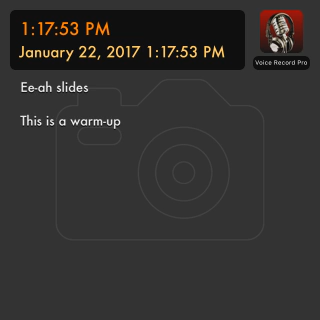 1:17:53 PM
January 22, 2017 1:17:53 PM
Voice Record Pro
Ee-ah slides
This is a warm-up